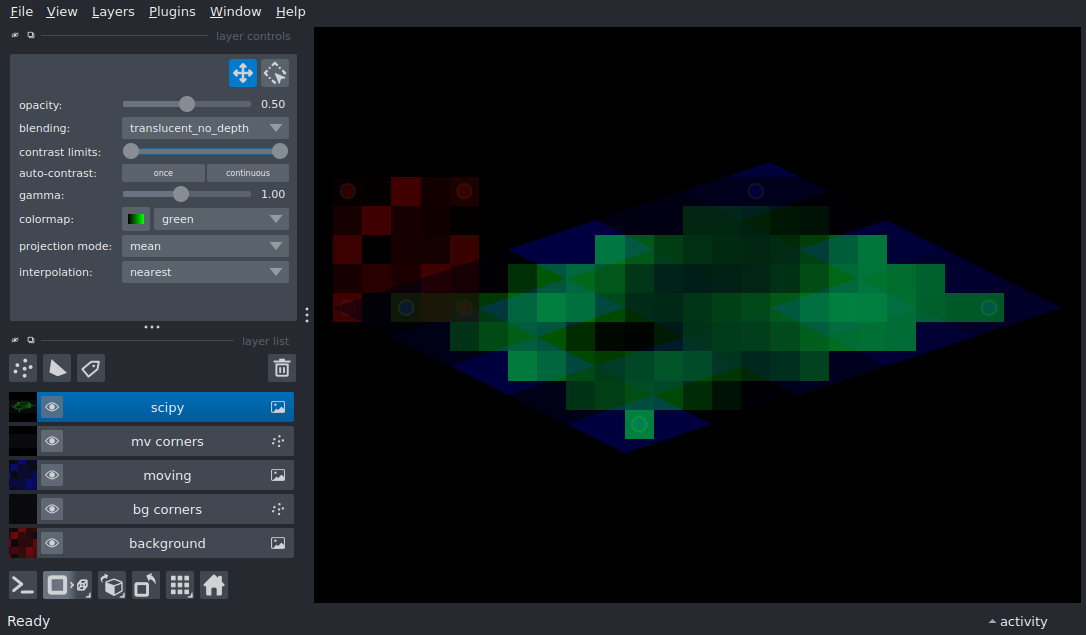 File View Layers Plugins Window Help
layer controls
opacity: 0.50
blending: translucent_no_depth
contrast limits:
auto-contrast: once continuous
gamma: 1.00
colormap: green
projection mode: mean
interpolation: nearest
layer list
scipy
mv corners
moving
bg corners
background
Ready activity